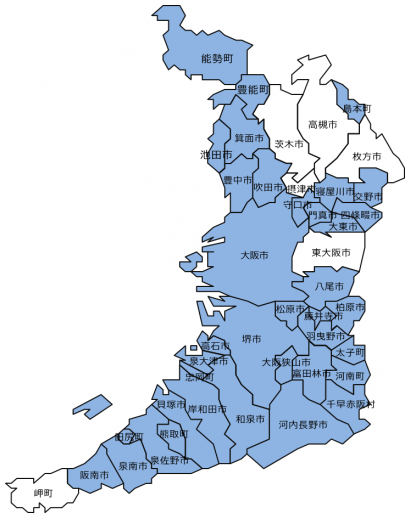 能勢町
豊能町
島本町
高槻市
茨木市
箕面市
池田市
枚方市
豊中市
吹田市
摂津市
寝屋川市
交野市
守口市
門真市
四條畷市
大東市
大阪市
東大阪市
八尾市
柏原市
松原市
藤井寺市
堺市
羽曳野市
高石市
太子町
泉大津市
大阪狭山市
富田林市
河南町
忠岡町
貝塚市
岸和田市
千早赤阪村
和泉市
河内長野市
田尻町
熊取町
泉佐野市
泉南市
阪南市
岬町